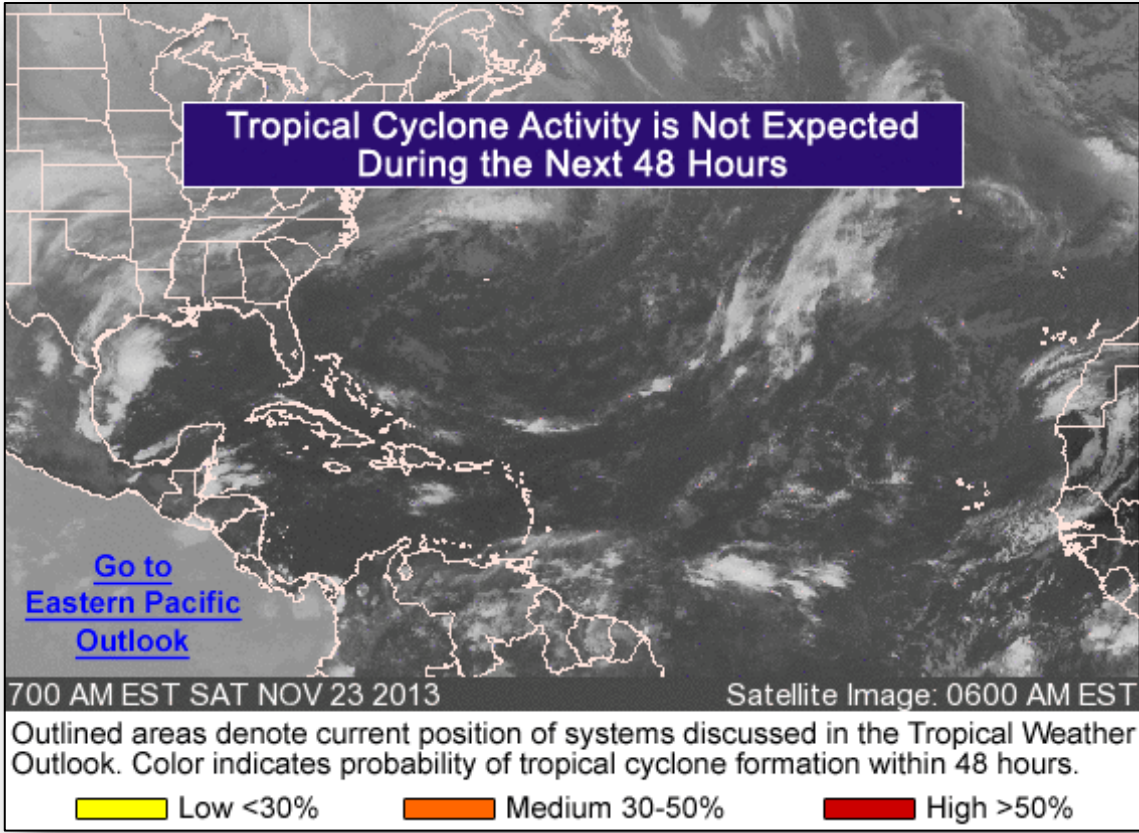 Tropical Cyclone Activity is Not Expected
During the Next 48 Hours
Go to
Eastern Pacific
Outlook
700 AM EST SAT NOV 23 2013
Satellite Image: 0600 AM EST
Outlined areas denote current position of systems discussed in the Tropical Weather
Outlook. Color indicates probability of tropical cyclone formation within 48 hours.
Low <30%
Medium 30-50%
High >50%